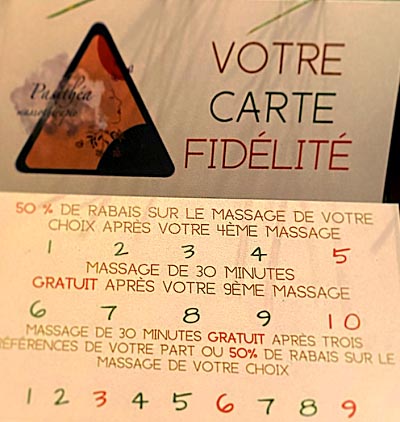 Panthéa
massothérapie
VOTRE
CARTE
FIDÉLITÉ
50 % DE RABAIS SUR LE MASSAGE DE VOTRE
CHOIX APRÈS VOTRE 4ÈME MASSAGE
1 2 3 4 5
MASSAGE DE 30 MINUTES
GRATUIT APRÈS VOTRE 9ÈME MASSAGE
6 7 8 9 10
MASSAGE DE 30 MINUTES GRATUIT APRÈS TROIS
RÉFÉRENCES DE VOTRE PART OU 50% DE RABAIS SUR LE
MASSAGE DE VOTRE CHOIX
1 2 3 4 5 6 7 8 9